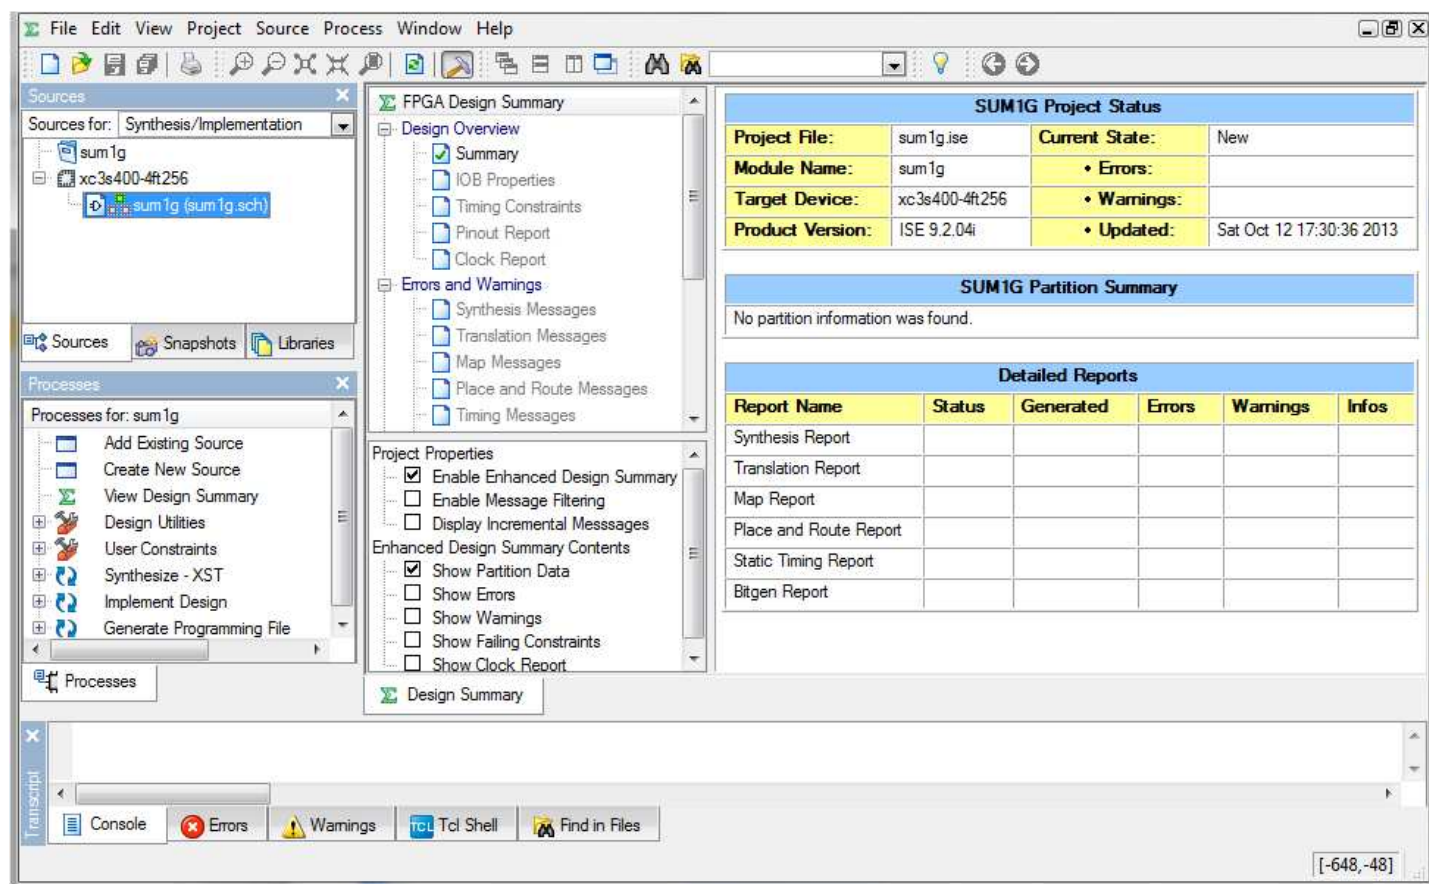 File Edit View Project Source Process Window Help
Sources
Sources for: Synthesis/Implementation
sum1g
xc3s400-4ft256
sum1g (sum1g.sch)
Sources Snapshots Libraries
Processes
Processes for: sum1g
Add Existing Source
Create New Source
View Design Summary
Design Utilities
User Constraints
Synthesize - XST
Implement Design
Generate Programming File
Processes
FPGA Design Summary
Design Overview
Summary
IOB Properties
Timing Constraints
Pinout Report
Clock Report
Errors and Warnings
Synthesis Messages
Translation Messages
Map Messages
Place and Route Messages
Timing Messages
Project Properties
Enable Enhanced Design Summary
Enable Message Filtering
Display Incremental Messsages
Enhanced Design Summary Contents
Show Partition Data
Show Errors
Show Warnings
Show Failing Constraints
Show Clock Report
Design Summary
SUM1G Project Status
Project File: sum1g.ise Current State: New
Module Name: sum1g • Errors:
Target Device: xc3s400-4ft256 • Warnings:
Product Version: ISE 9.2.04i • Updated: Sat Oct 12 17:30:36 2013
SUM1G Partition Summary
No partition information was found.
Detailed Reports
Report Name Status Generated Errors Warnings Infos
Synthesis Report
Translation Report
Map Report
Place and Route Report
Static Timing Report
Bitgen Report
Transcript
Console Errors Warnings TCL Tcl Shell Find in Files
[-648,-48]